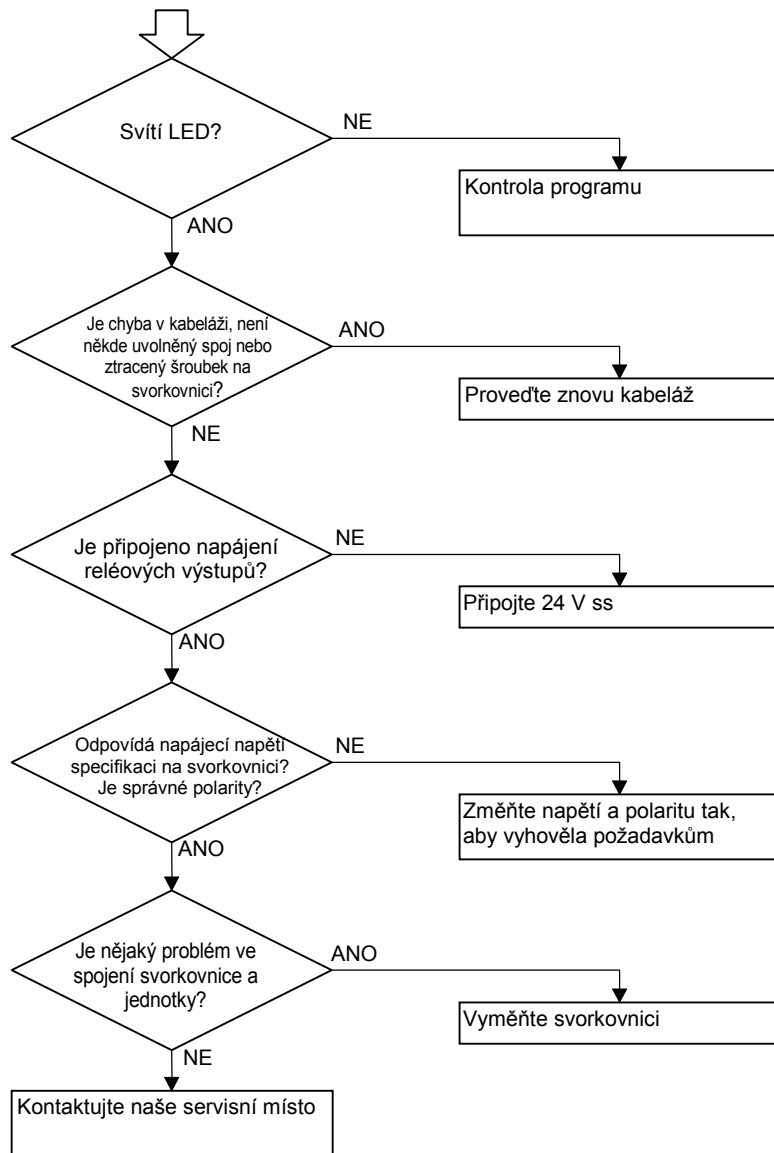 Svítí LED?
NE
Kontrola programu
ANO
Je chyba v kabeláži, není
někde uvolněný spoj nebo
ztracený šroubek na
svorkovnici?
ANO
Proveďte znovu kabeláž
NE
Je připojeno napájení
reléových výstupů?
NE
Připojte 24 V ss
ANO
Odpovídá napájecí napětí
specifikaci na svorkovnici?
Je správné polarity?
NE
Změňte napětí a polaritu tak,
aby vyhověla požadavkům
ANO
Je nějaký problém ve
spojení svorkovnice a
jednotky?
ANO
Vyměňte svorkovnici
NE
Kontaktujte naše servisní místo